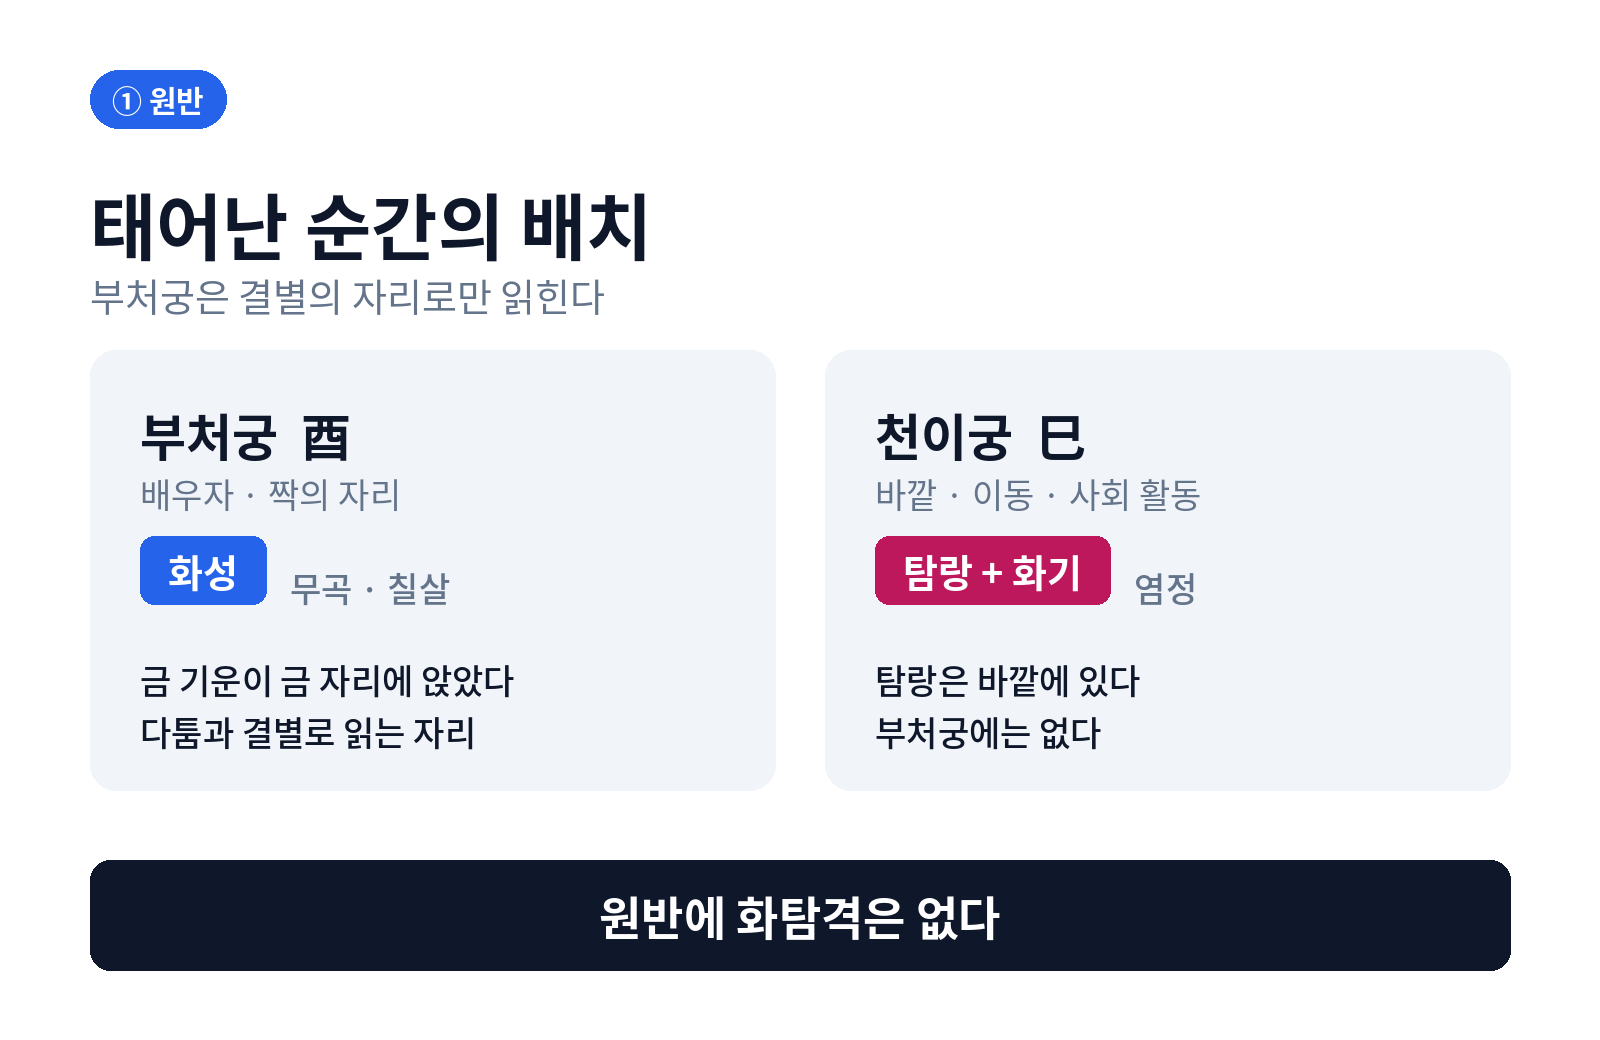 ① 원반
태어난 순간의 배치
부처궁은 결별의 자리로만 읽힌다
부처궁 酉
배우자 · 짝의 자리
화성 무곡 · 칠살
금 기운이 금 자리에 앉았다
다툼과 결별로 읽는 자리
천이궁 巳
바깥 · 이동 · 사회 활동
탐랑 + 화기 염정
탐랑은 바깥에 있다
부처궁에는 없다
원반에 화탐격은 없다